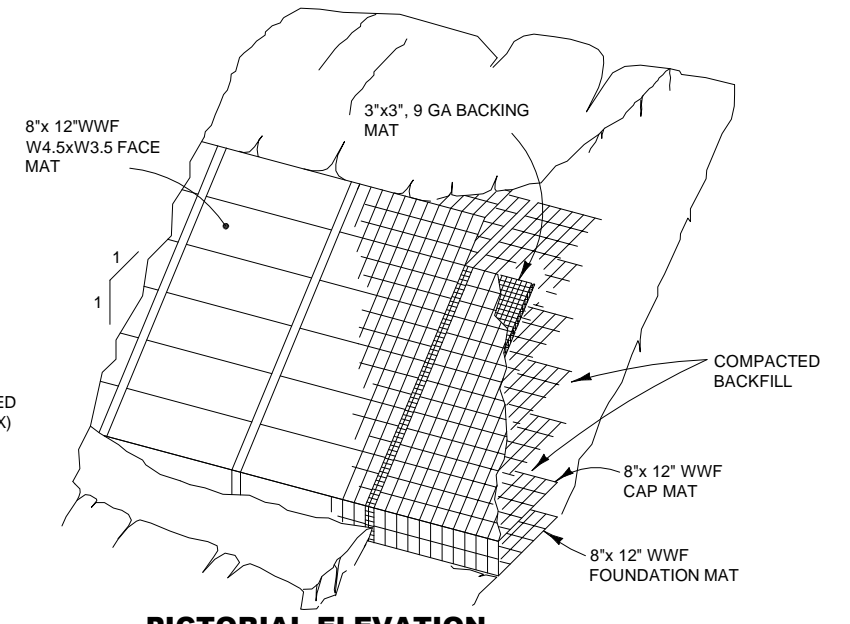 8"x 12"WWF
W4.5xW3.5 FACE
MAT
3"x3", 9 GA BACKING
MAT
1
1
ED
X)
COMPACTED
BACKFILL
8"x 12" WWF
CAP MAT
8"x 12" WWF
FOUNDATION MAT
PICTORIAL ELEVATION